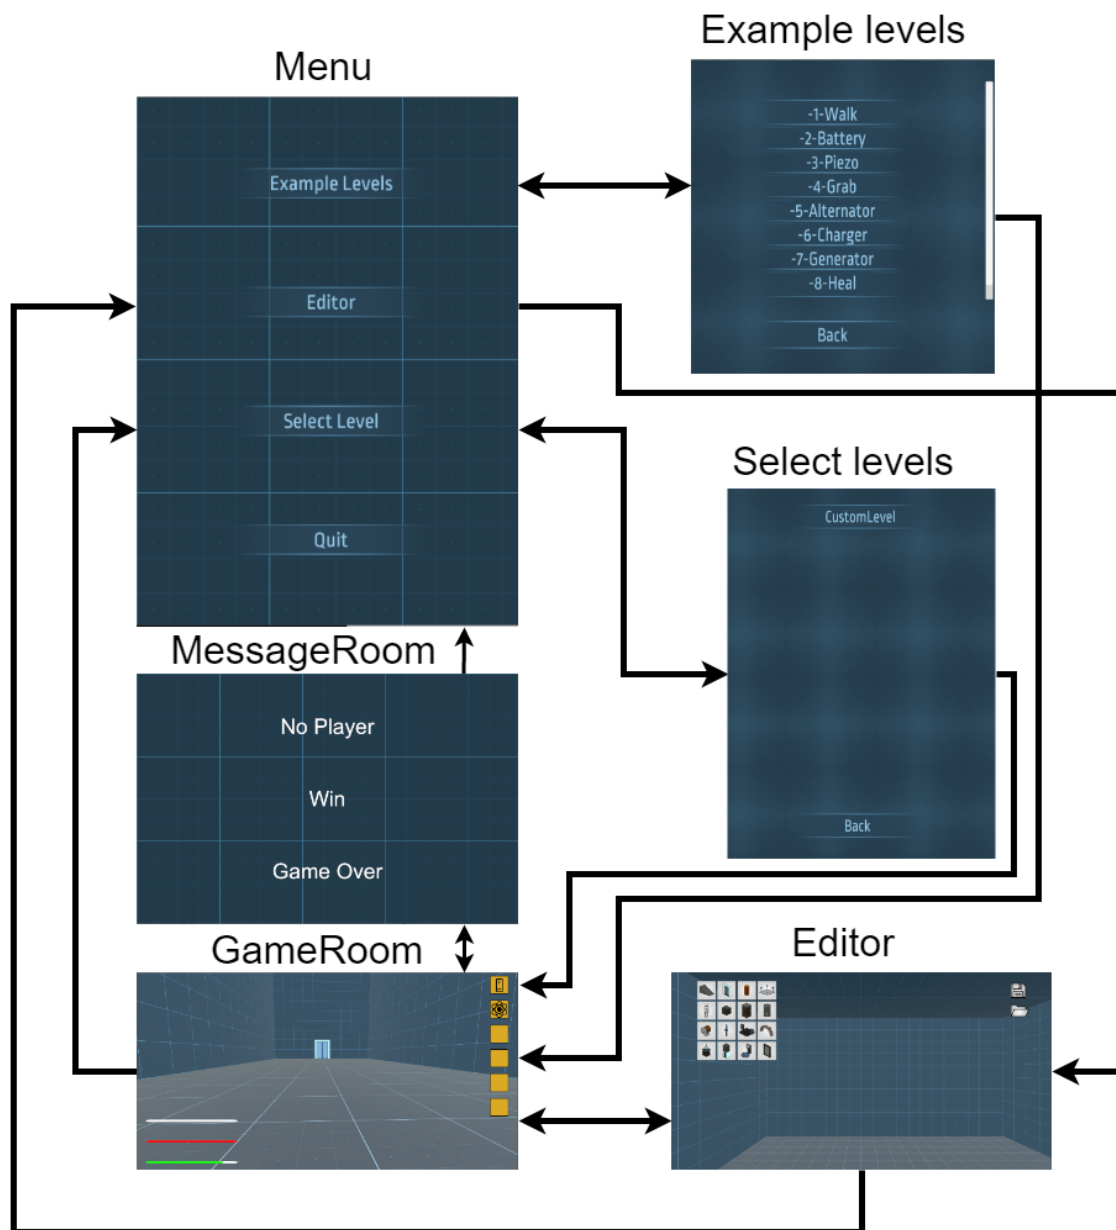 Menu
Example Levels
Editor
Select Level
Quit
Example levels
-1-Walk
-2-Battery
-3-Piezo
-4-Grab
-5-Alternator
-6-Charger
-7-Generator
-8-Heal
Back
Select levels
CustomLevel
Back
MessageRoom
No Player
Win
Game Over
GameRoom
Editor